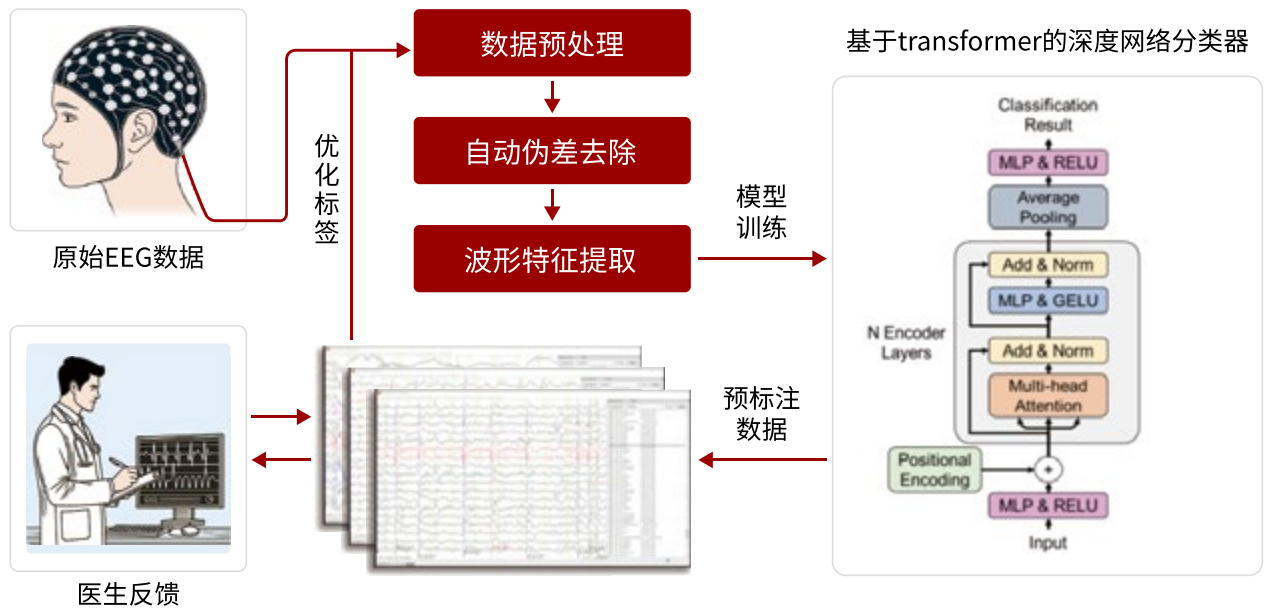 数据预处理
自动伪差去除
波形特征提取
原始EEG数据
优化标签
模型
训练
基于transformer的深度网络分类器
Classification
Result
MLP & RELU
Average
Pooling
Add & Norm
MLP & GELU
N Encoder
Layers
Add & Norm
Multi-head
Attention
Positional
Encoding
+
MLP & RELU
Input
预标注
数据
医生反馈